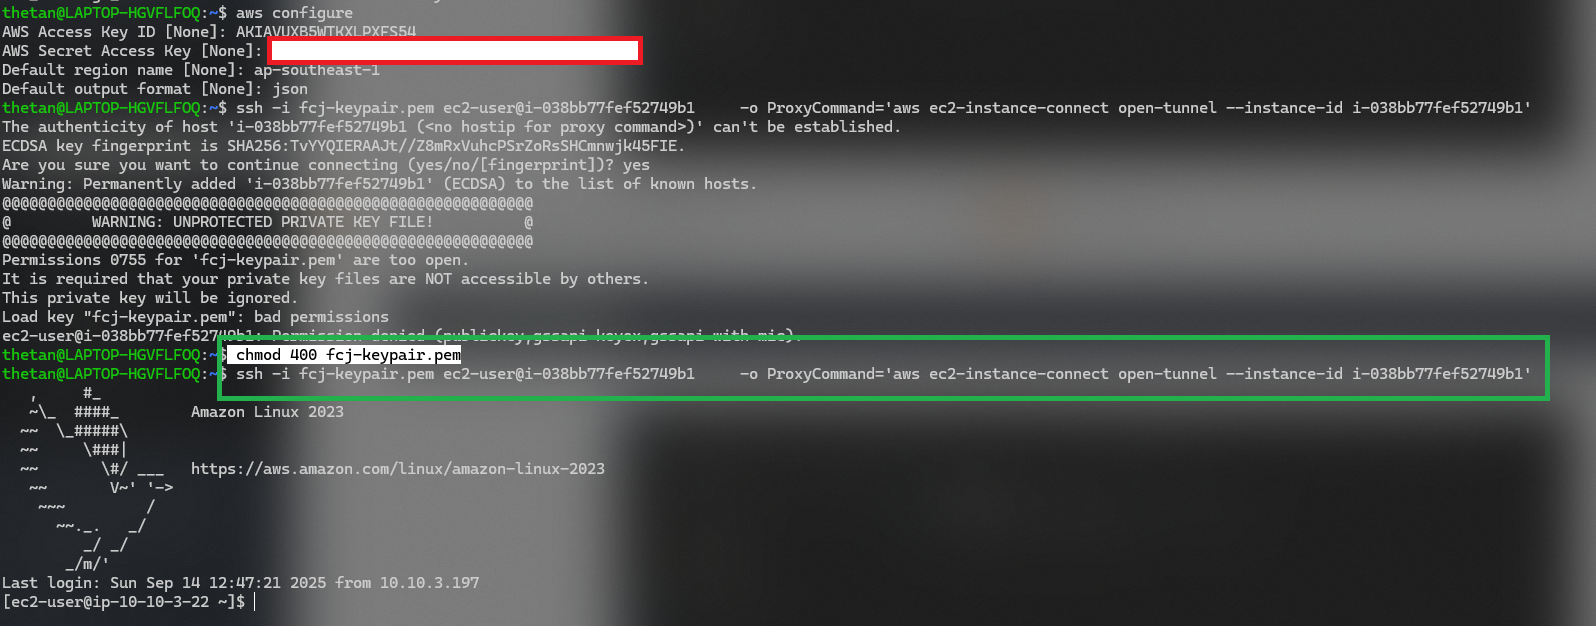 thetan@LAPTOP-HGVFLFOQ:~$ aws configure
AWS Access Key ID [None]: AKIAVUXB5WTKXLPXFS54
AWS Secret Access Key [None]:
Default region name [None]: ap-southeast-1
Default output format [None]: json
thetan@LAPTOP-HGVFLFOQ:~$ ssh -i fcj-keypair.pem ec2-user@i-038bb77fef52749b1     -o ProxyCommand='aws ec2-instance-connect open-tunnel --instance-id i-038bb77fef52749b1'
The authenticity of host 'i-038bb77fef52749b1 (<no hostip for proxy command>)' can't be established.
ECDSA key fingerprint is SHA256:TvYYQIERAAJt//Z8mRxVuhcPSrZoRsSHCmnwjk45FIE.
Are you sure you want to continue connecting (yes/no/[fingerprint])? yes
Warning: Permanently added 'i-038bb77fef52749b1' (ECDSA) to the list of known hosts.
@@@@@@@@@@@@@@@@@@@@@@@@@@@@@@@@@@@@@@@@@@@@@@@@@@@@@@@@@@@
@         WARNING: UNPROTECTED PRIVATE KEY FILE!          @
@@@@@@@@@@@@@@@@@@@@@@@@@@@@@@@@@@@@@@@@@@@@@@@@@@@@@@@@@@@
Permissions 0755 for 'fcj-keypair.pem' are too open.
It is required that your private key files are NOT accessible by others.
This private key will be ignored.
Load key "fcj-keypair.pem": bad permissions
ec2-user@i-038bb77fef52749b1: Permission denied (publickey,gssapi-keyex,gssapi-with-mic).
thetan@LAPTOP-HGVFLFOQ:~$ chmod 400 fcj-keypair.pem
thetan@LAPTOP-HGVFLFOQ:~$ ssh -i fcj-keypair.pem ec2-user@i-038bb77fef52749b1     -o ProxyCommand='aws ec2-instance-connect open-tunnel --instance-id i-038bb77fef52749b1'
   ,     #_
   ~\_  ####_        Amazon Linux 2023
  ~~  \_#####\
  ~~     \###|
  ~~       \#/ ___   https://aws.amazon.com/linux/amazon-linux-2023
   ~~       V~' '->
    ~~~         /
      ~~._.   _/
         _/ _/
       _/m/'
Last login: Sun Sep 14 12:47:21 2025 from 10.10.3.197
[ec2-user@ip-10-10-3-22 ~]$